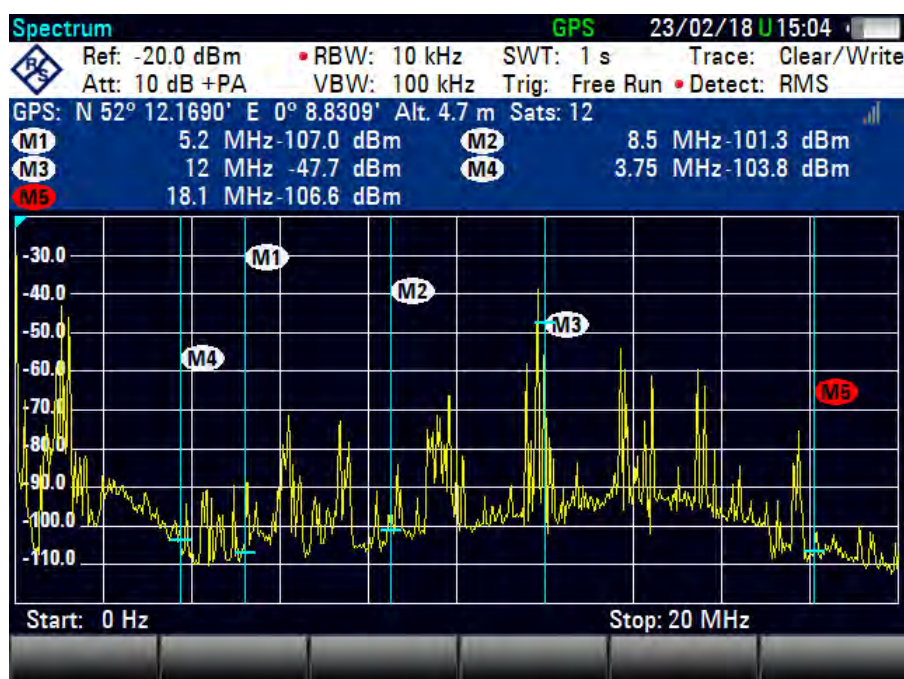 Spectrum GPS 23/02/18 U 15:04
R&S Ref: -20.0 dBm • RBW: 10 kHz SWT: 1 s Trace: Clear/Write
Att: 10 dB +PA VBW: 100 kHz Trig: Free Run • Detect: RMS
GPS: N 52° 12.1690' E 0° 8.8309' Alt. 4.7 m Sats: 12
M1 5.2 MHz -107.0 dBm M2 8.5 MHz -101.3 dBm
M3 12 MHz -47.7 dBm M4 3.75 MHz -103.8 dBm
M5 18.1 MHz -106.6 dBm
-30.0 M1
-40.0 M2
-50.0 M3
-60.0 M4
-70.0 M5
-80.0
-90.0
-100.0
-110.0
Start: 0 Hz Stop: 20 MHz